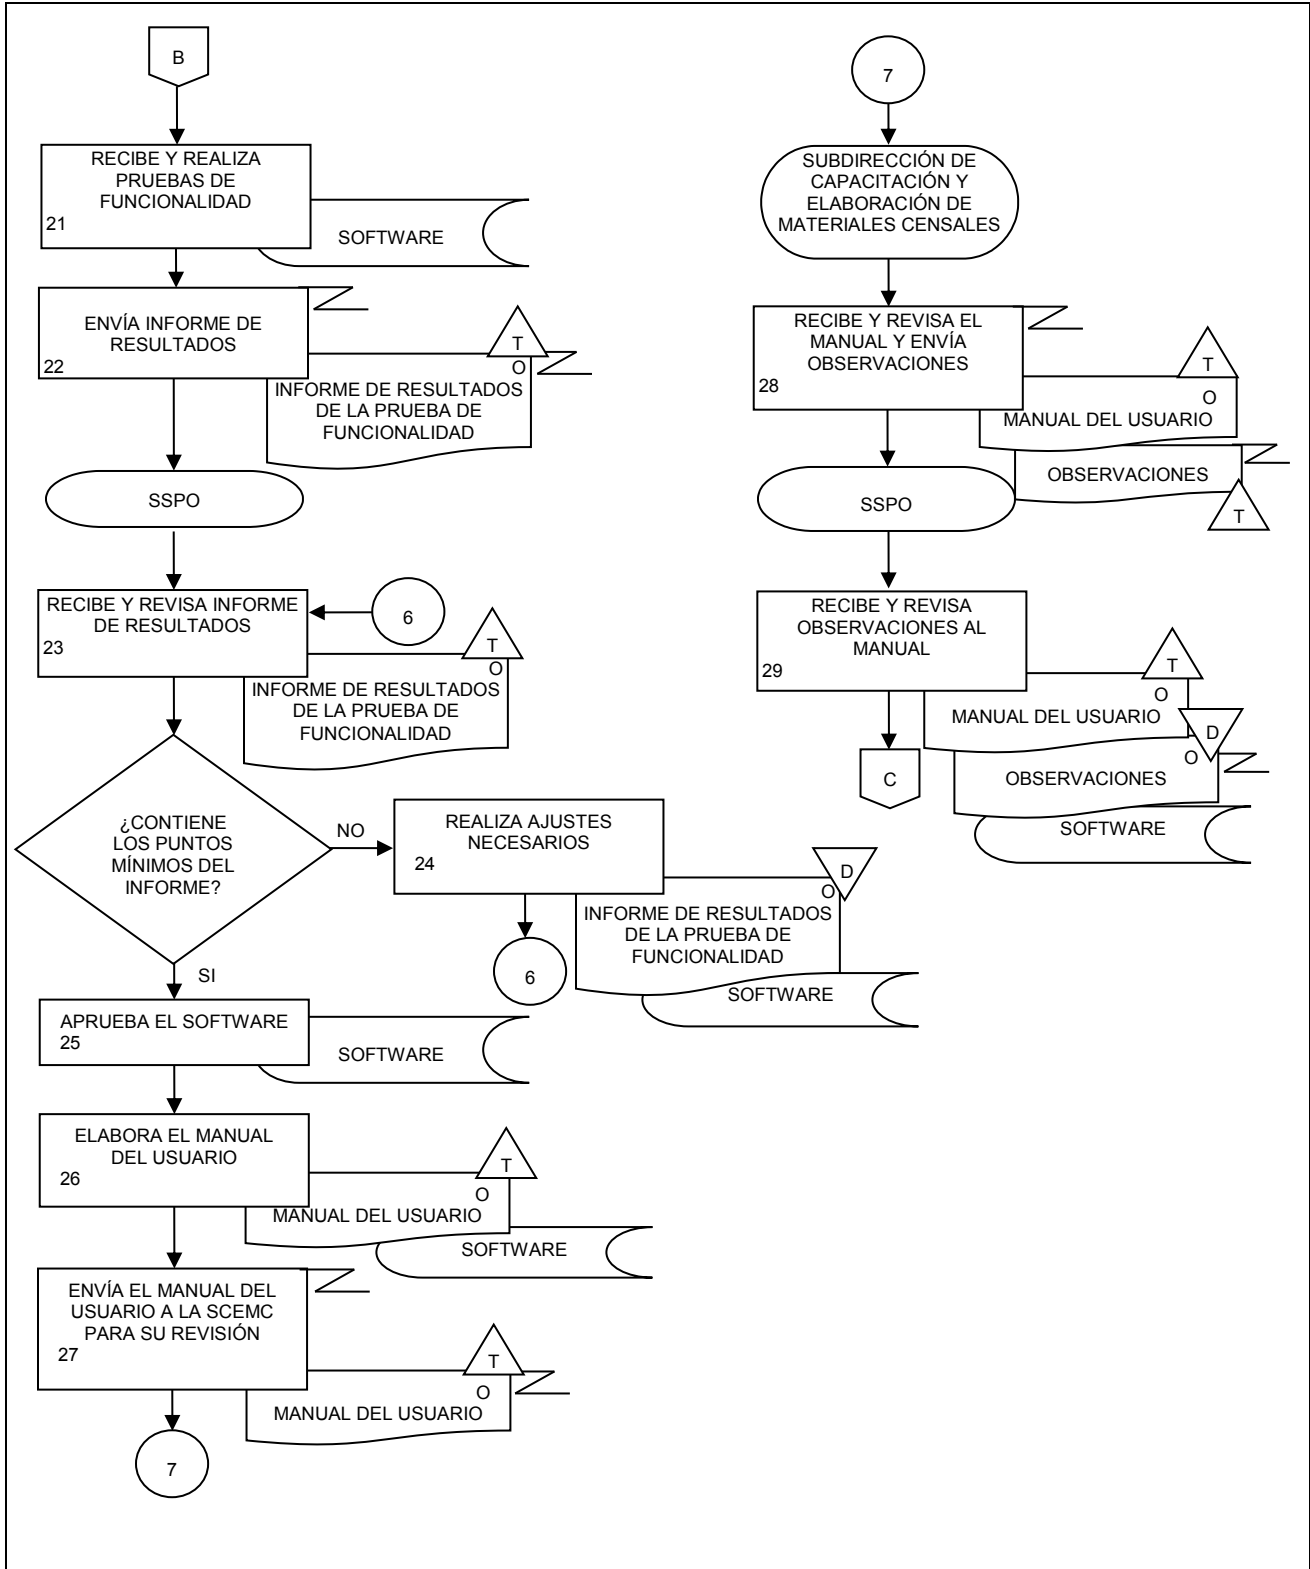 B
RECIBE Y REALIZA
PRUEBAS DE
FUNCIONALIDAD
21
SOFTWARE
ENVÍA INFORME DE
RESULTADOS
22
T
O
INFORME DE RESULTADOS
DE LA PRUEBA DE
FUNCIONALIDAD
SSPO
RECIBE Y REVISA INFORME
DE RESULTADOS
23
6
T
O
INFORME DE RESULTADOS
DE LA PRUEBA DE
FUNCIONALIDAD
¿CONTIENE
LOS PUNTOS
MÍNIMOS DEL
INFORME?
NO
REALIZA AJUSTES
NECESARIOS
24
D
O
INFORME DE RESULTADOS
DE LA PRUEBA DE
FUNCIONALIDAD
SOFTWARE
6
SI
APRUEBA EL SOFTWARE
25
SOFTWARE
ELABORA EL MANUAL
DEL USUARIO
26
T
O
MANUAL DEL USUARIO
SOFTWARE
ENVÍA EL MANUAL DEL
USUARIO A LA SCEMC
PARA SU REVISIÓN
27
T
O
MANUAL DEL USUARIO
7
7
SUBDIRECCIÓN DE
CAPACITACIÓN Y
ELABORACIÓN DE
MATERIALES CENSALES
RECIBE Y REVISA EL
MANUAL Y ENVÍA
OBSERVACIONES
28
T
O
MANUAL DEL USUARIO
OBSERVACIONES
T
SSPO
RECIBE Y REVISA
OBSERVACIONES AL
MANUAL
29
T
O
MANUAL DEL USUARIO
D
O
OBSERVACIONES
SOFTWARE
C